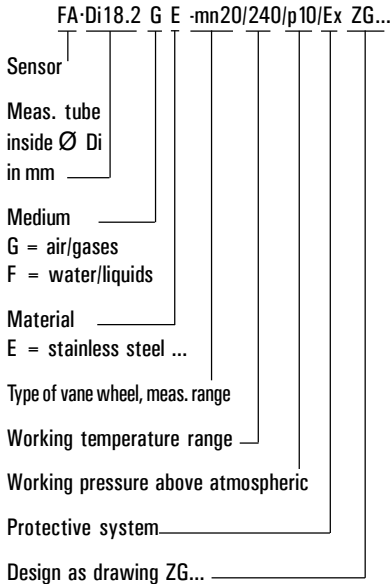 FA·Di18.2 G E -mn20/240/p10/Ex ZG...
Sensor
Meas. tube
inside Ø Di
in mm
Medium
G = air/gases
F = water/liquids
Material
E = stainless steel ...
Type of vane wheel, meas. range
Working temperature range
Working pressure above atmospheric
Protective system
Design as drawing ZG...